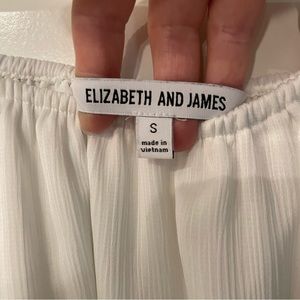 ELIZABETH AND JAMES
S
made in
vietnam